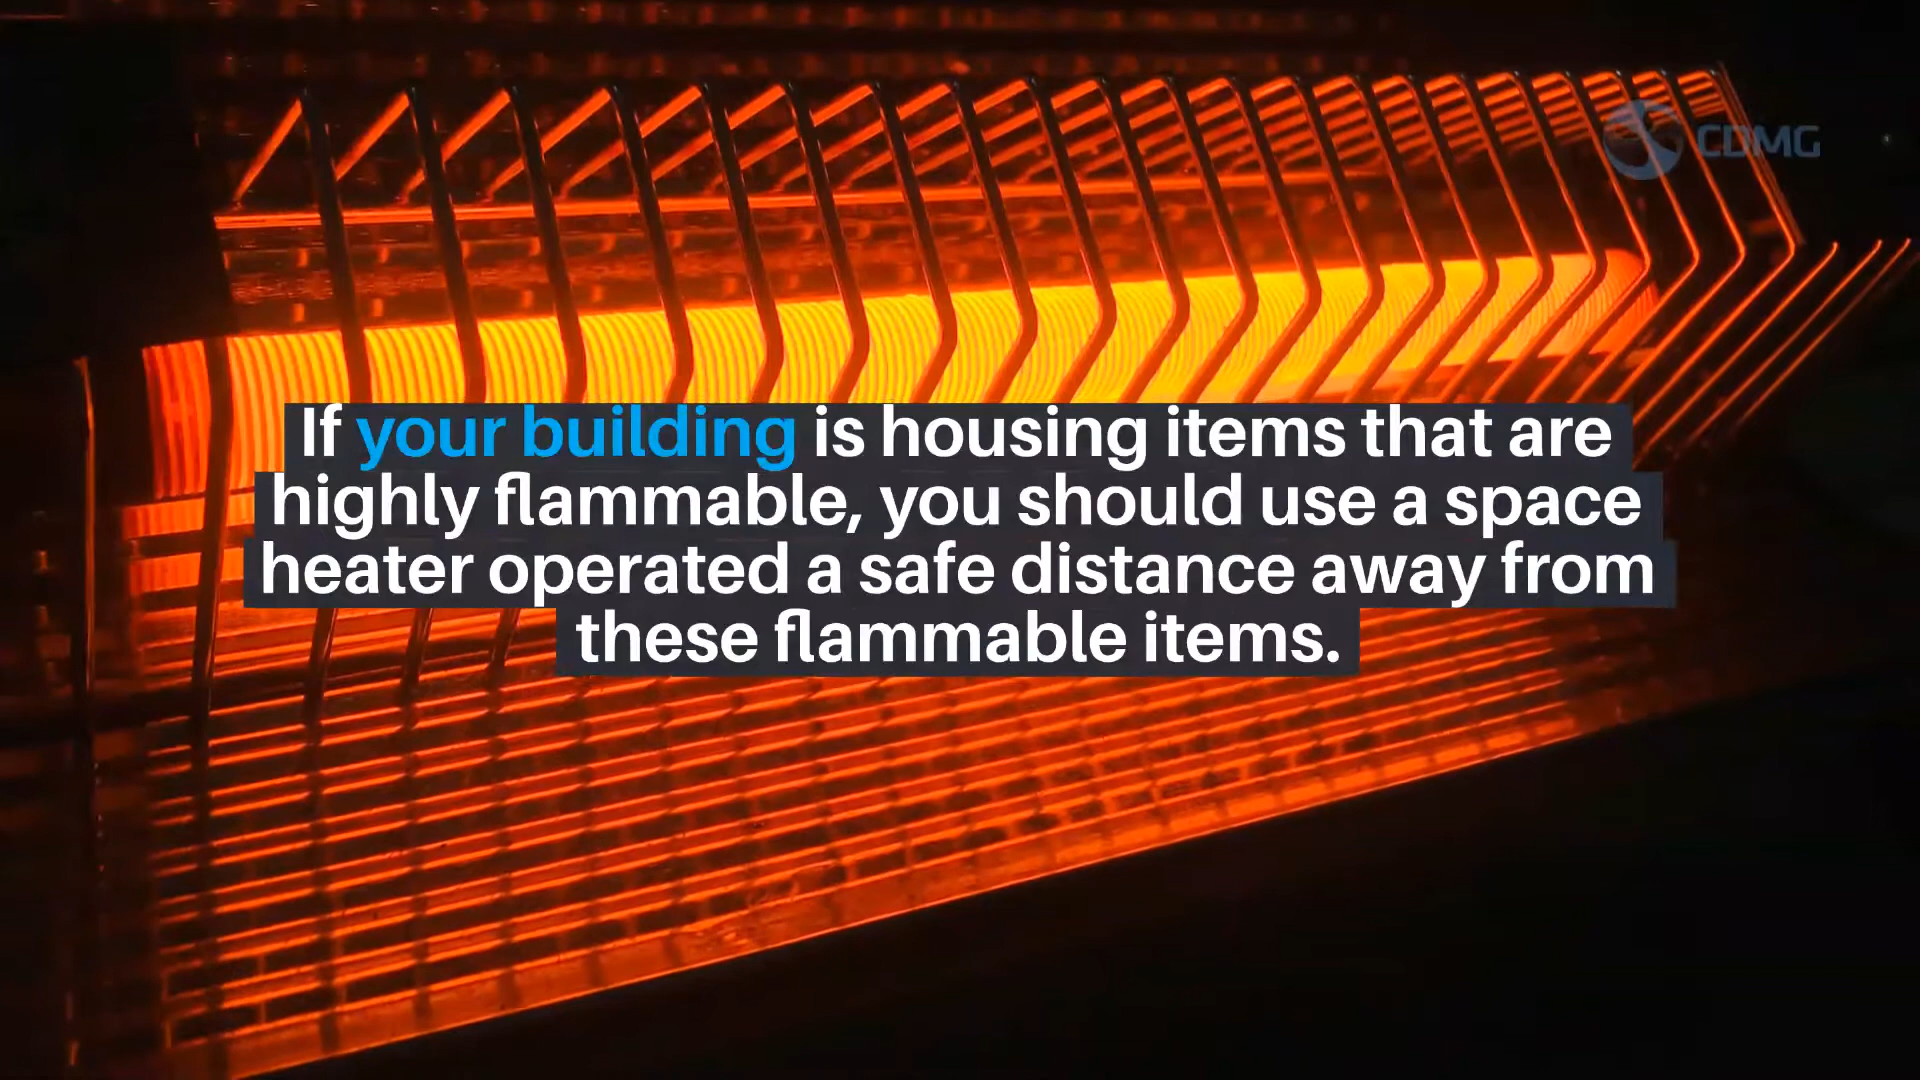 CDMG
If your building is housing items that are
highly flammable, you should use a space
heater operated a safe distance away from
these flammable items.